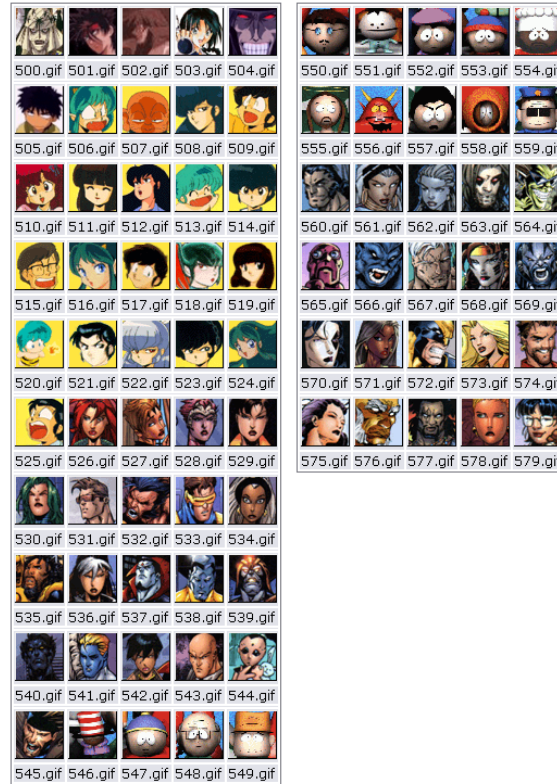 500.gif 501.gif 502.gif 503.gif 504.gif
505.gif 506.gif 507.gif 508.gif 509.gif
510.gif 511.gif 512.gif 513.gif 514.gif
515.gif 516.gif 517.gif 518.gif 519.gif
520.gif 521.gif 522.gif 523.gif 524.gif
525.gif 526.gif 527.gif 528.gif 529.gif
530.gif 531.gif 532.gif 533.gif 534.gif
535.gif 536.gif 537.gif 538.gif 539.gif
540.gif 541.gif 542.gif 543.gif 544.gif
545.gif 546.gif 547.gif 548.gif 549.gif
550.gif 551.gif 552.gif 553.gif 554.gif
555.gif 556.gif 557.gif 558.gif 559.gif
560.gif 561.gif 562.gif 563.gif 564.gif
565.gif 566.gif 567.gif 568.gif 569.gif
570.gif 571.gif 572.gif 573.gif 574.gif
575.gif 576.gif 577.gif 578.gif 579.gif